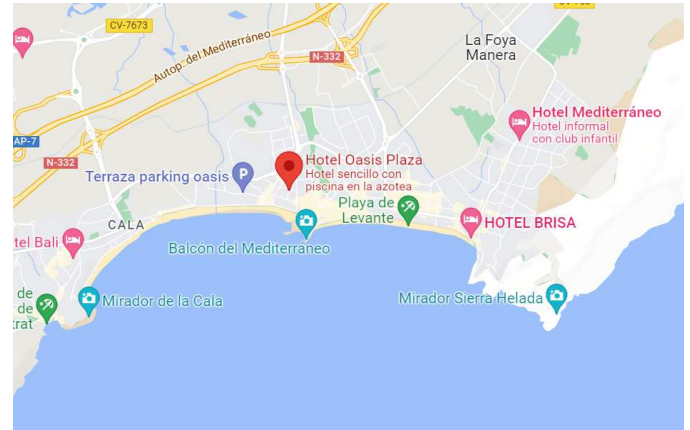 CV-7673
Autop. del Mediterráneo
N-332
La Foya
Manera
Hotel Mediterráneo
Hotel informal
con club infantil
AP-7
N-332
Terraza parking oasis
P
Hotel Oasis Plaza
Hotel sencillo con
piscina en la azotea
Playa de
Levante
HOTEL BRISA
CALA
tel Bali
Balcón del Mediterráneo
de
de
trat
Mirador de la Cala
Mirador Sierra Helada